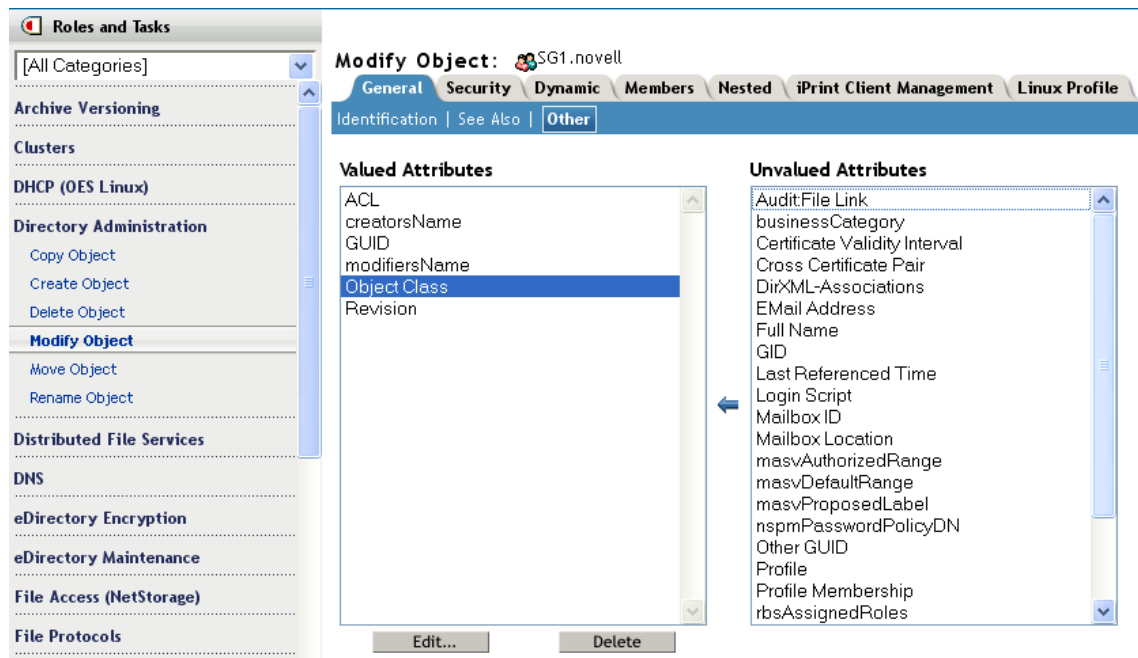 Roles and Tasks
[All Categories]
Archive Versioning
Clusters
DHCP (OES Linux)
Directory Administration
Copy Object
Create Object
Delete Object
Modify Object
Move Object
Rename Object
Distributed File Services
DNS
eDirectory Encryption
eDirectory Maintenance
File Access (NetStorage)
File Protocols
Modify Object: SG1.novell
General Security Dynamic Members Nested iPrint Client Management Linux Profile
Identification | See Also | Other
Valued Attributes
ACL
creatorsName
GUID
modifiersName
Object Class
Revision
Edit... Delete
Unvalued Attributes
Audit:File Link
businessCategory
Certificate Validity Interval
Cross Certificate Pair
DirXML-Associations
EMail Address
Full Name
GID
Last Referenced Time
Login Script
Mailbox ID
Mailbox Location
masvAuthorizedRange
masvDefaultRange
masvProposedLabel
nspmPasswordPolicyDN
Other GUID
Profile
Profile Membership
rbsAssignedRoles